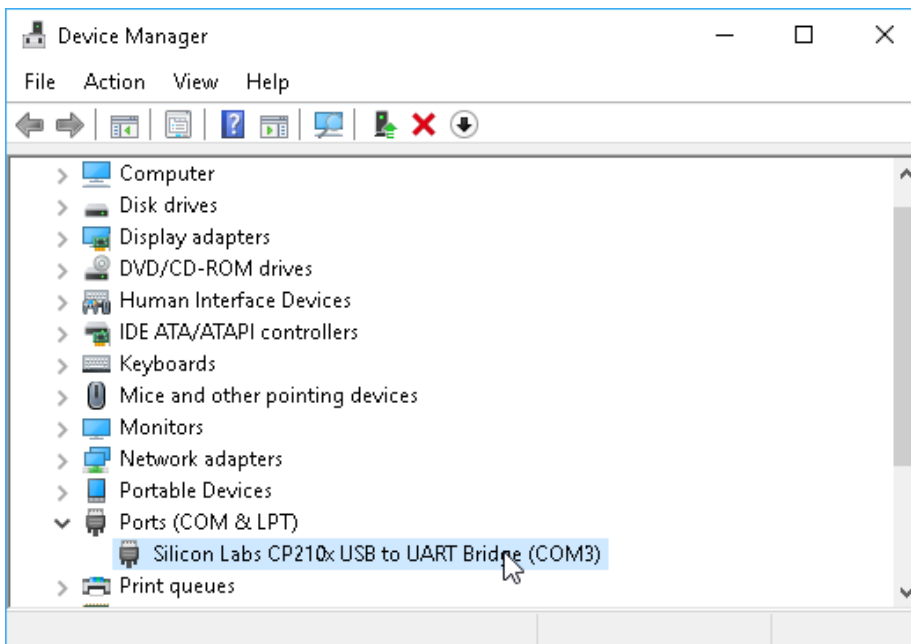 Device Manager
File Action View Help
Computer
Disk drives
Display adapters
DVD/CD-ROM drives
Human Interface Devices
IDE ATA/ATAPI controllers
Keyboards
Mice and other pointing devices
Monitors
Network adapters
Portable Devices
Ports (COM & LPT)
Silicon Labs CP210x USB to UART Bridge (COM3)
Print queues